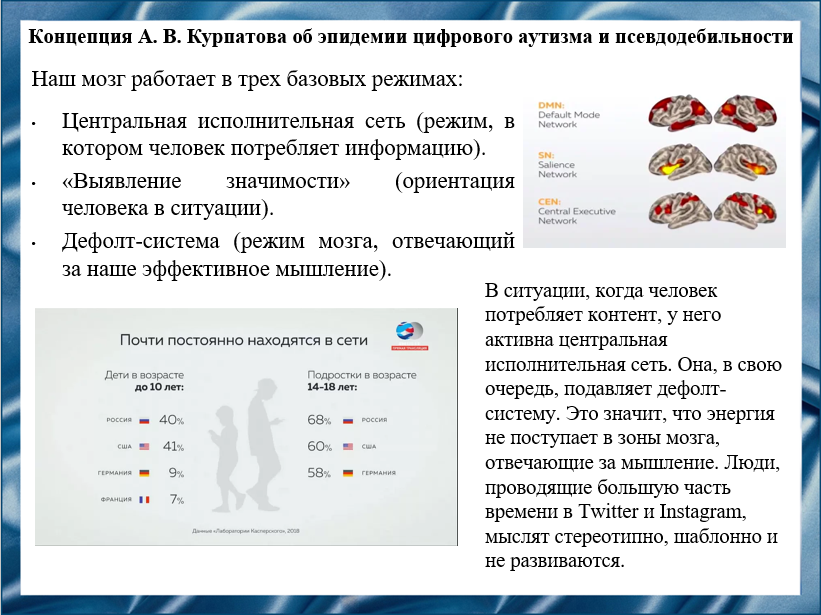 Концепция А. В. Курпатова об эпидемии цифрового аутизма и псевдодебильности
Наш мозг работает в трех базовых режимах:
• Центральная исполнительная сеть (режим, в
котором человек потребляет информацию).
• «Выявление значимости» (ориентация
человека в ситуации).
• Дефолт-система (режим мозга, отвечающий
за наше эффективное мышление).
DMN:
Default Mode
Network
SN:
Salience
Network
CEN:
Central Executive
Network
Почти постоянно находятся в сети
Дети в возрасте
до 10 лет:
РОССИЯ 40%
США 41%
ГЕРМАНИЯ 9%
ФРАНЦИЯ 7%
Подростки в возрасте
14-18 лет:
68% РОССИЯ
60% США
58% ГЕРМАНИЯ
Данные «Лаборатории Касперского», 2018
В ситуации, когда человек
потребляет контент, у него
активна центральная
исполнительная сеть. Она, в свою
очередь, подавляет дефолт-
систему. Это значит, что энергия
не поступает в зоны мозга,
отвечающие за мышление. Люди,
проводящие большую часть
времени в Twitter и Instagram,
мыслят стереотипно, шаблонно и
не развиваются.